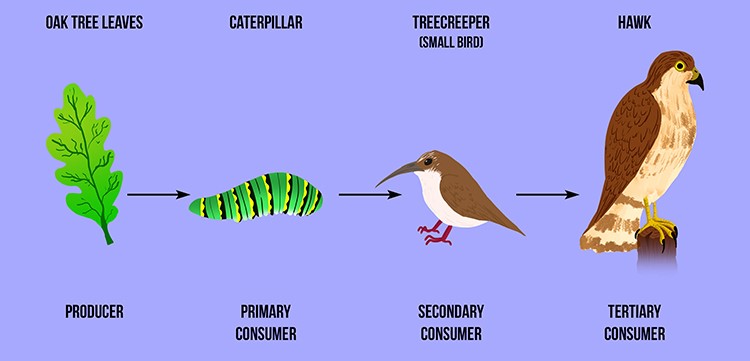 OAK TREE LEAVES
CATERPILLAR
TREECREEPER
(SMALL BIRD)
HAWK
PRODUCER
PRIMARY
CONSUMER
SECONDARY
CONSUMER
TERTIARY
CONSUMER